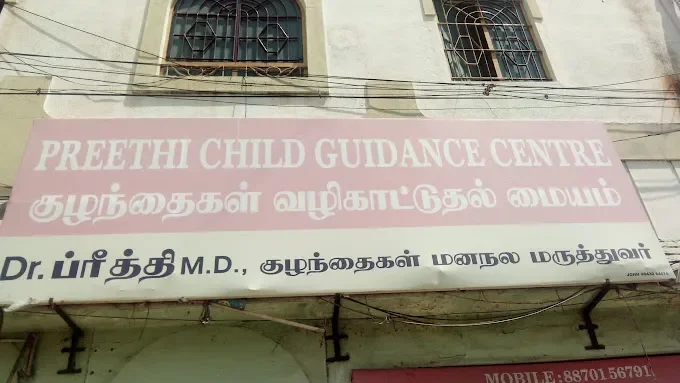 PREETHI CHILD GUIDANCE CENTRE
குழந்தைகள் வழிகாட்டுதல் மையம்
Dr. ப்ரீத்தி M.D., குழந்தைகள் மனநல மருத்துவர்
MOBILE:8870156791